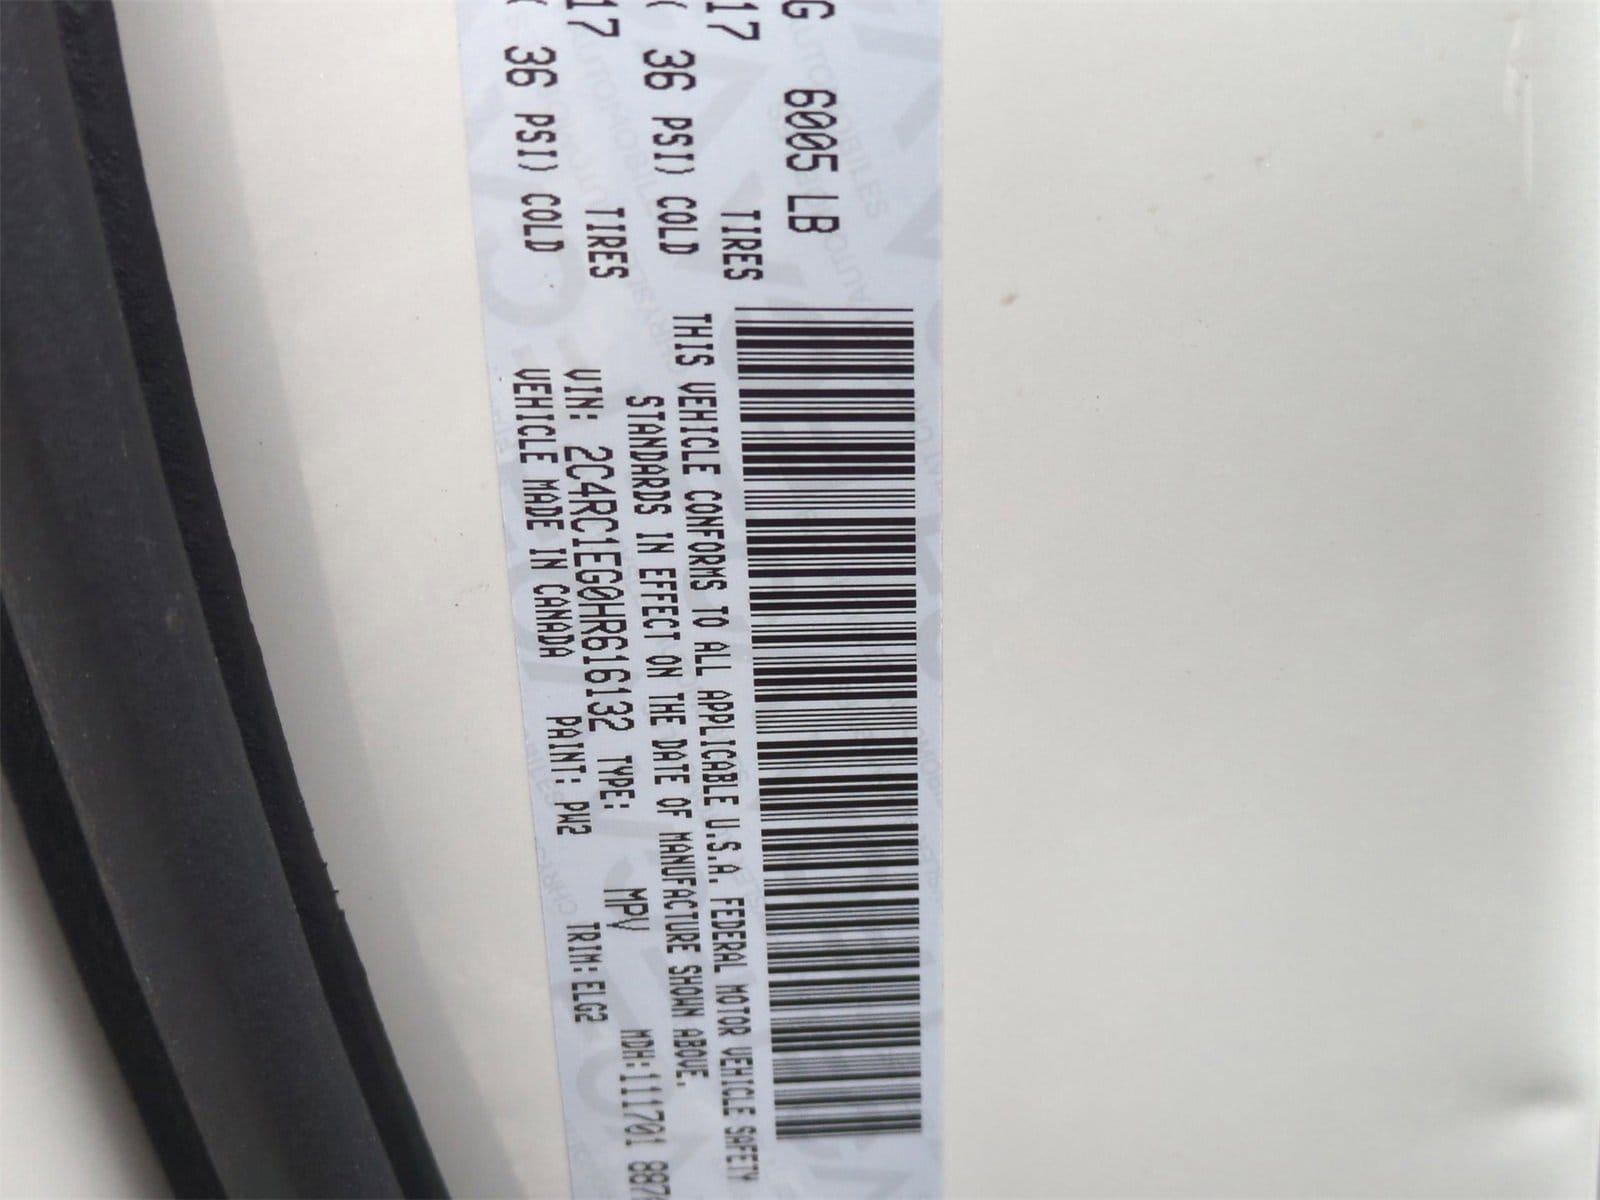 G 6005 LB
17 TIRES
( 36 PSI) COLD
17 TIRES
( 36 PSI) COLD
THIS VEHICLE CONFORMS TO ALL APPLICABLE U.S.A. FEDERAL MOTOR VEHICLE SAFETY
STANDARDS IN EFFECT ON THE DATE OF MANUFACTURE SHOWN ABOVE.
VIN: 2C4RC1EG0HR616132 TYPE: MPV MDH:111701 887
VEHICLE MADE IN CANADA PAINT: PW2 TRIM:ELG2